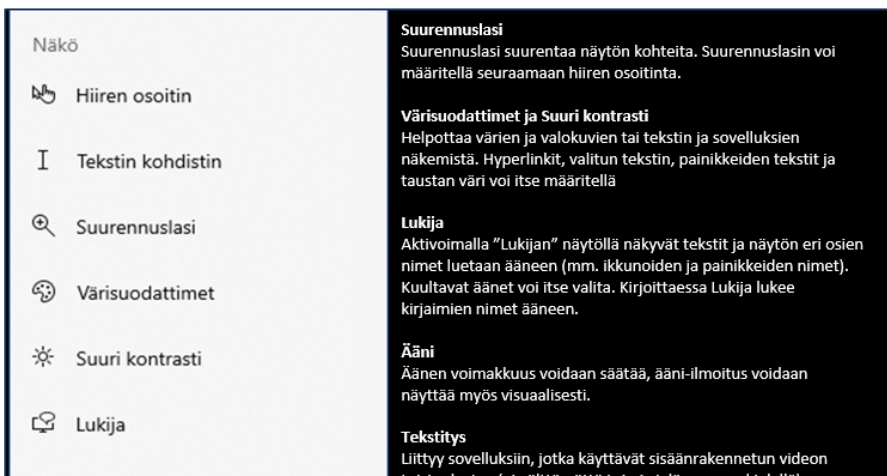 Näkö
Hiiren osoitin
Tekstin kohdistin
Suurennuslasi
Värisuodattimet
Suuri kontrasti
Lukija
Suurennuslasi
Suurennuslasi suurentaa näytön kohteita. Suurennuslasin voi
määritellä seuraamaan hiiren osoitinta.
Värisuodattimet ja Suuri kontrasti
Helpottaa värien ja valokuvien tai tekstin ja sovelluksien
näkemistä. Hyperlinkit, valitun tekstin, painikkeiden tekstit ja
taustan väri voi itse määritellä
Lukija
Aktivoimalla ”Lukijan” näytöllä näkyvät tekstit ja näytön eri osien
nimet luetaan ääneen (mm. ikkunoiden ja painikkeiden nimet).
Kuultavat äänet voi itse valita. Kirjoittaessa Lukija lukee
kirjaimien nimet ääneen.
Ääni
Äänen voimakkuus voidaan säätää, ääni-ilmoitus voidaan
näyttää myös visuaalisesti.
Tekstitys
Liittyy sovelluksiin, jotka käyttävät sisäänrakennetun videon